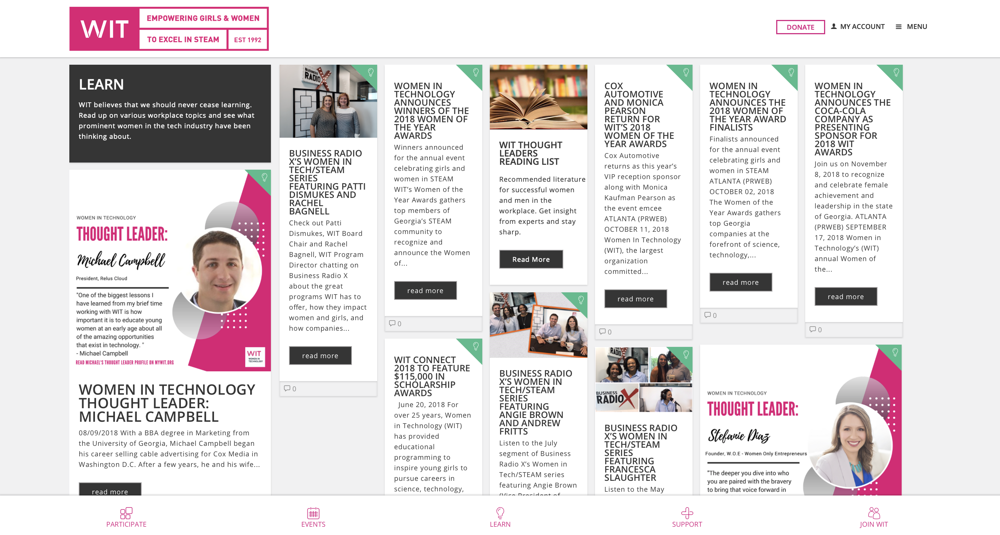 WIT
EMPOWERING GIRLS & WOMEN
TO EXCEL IN STEAM
EST 1992
DONATE
MY ACCOUNT
MENU
LEARN
WIT believes that we should never cease learning.
Read up on various workplace topics and see what
prominent women in the tech industry have been
thinking about.
WOMEN IN TECHNOLOGY
THOUGHT LEADER:
Michael Campbell
President, Relus Cloud
"One of the biggest lessons I
have learned from my brief time
working with WIT is how
important it is to educate young
women at an early age about all
of the amazing opportunities
that exist in technology. "
- Michael Campbell
READ MICHAEL'S THOUGHT LEADER PROFILE ON MYWIT.ORG
WIT
WOMEN IN
TECHNOLOGY
WOMEN IN TECHNOLOGY
THOUGHT LEADER:
MICHAEL CAMPBELL
08/09/2018 With a BBA degree in Marketing from
the University of Georgia, Michael Campbell began
his career selling cable advertising for Cox Media in
Washington D.C. After a few years, he and his wife...
read more
BUSINESS
RADIO X
BUSINESS RADIO
X'S WOMEN IN
TECH/STEAM
SERIES
FEATURING PATTI
DISMUKES AND
RACHEL
BAGNELL
Check out Patti
Dismukes, WIT Board
Chair and Rachel
Bagnell, WIT Program
Director chatting on
Business Radio X
about the great
programs WIT has to
offer, how they impact
women and girls, and
how companies...
read more
0
WOMEN IN
TECHNOLOGY
ANNOUNCES
WINNERS OF THE
2018 WOMEN OF
THE YEAR
AWARDS
Winners announced
for the annual event
celebrating girls and
women in STEAM
WIT's Women of the
Year Awards gathers
top members of
Georgia's STEAM
community to
recognize and
announce the Women
of...
read more
0
WIT CONNECT
2018 TO FEATURE
$115,000 IN
SCHOLARSHIP
AWARDS
June 20, 2018 For
over 25 years, Women
in Technology (WIT)
has provided
educational
programming to
inspire young girls to
pursue careers in
science, technology,
WIT THOUGHT
LEADERS
READING LIST
Recommended literature
for successful women
and men in the
workplace. Get insight
from experts and stay
sharp.
Read More
BUSINESS
RADIO
BUSINESS RADIO
X'S WOMEN IN
TECH/STEAM
SERIES
FEATURING
ANGIE BROWN
AND ANDREW
FRITTS
Listen to the July
segment of Business
Radio X's Women in
Tech/STEAM series
featuring Angie Brown
(Vice President of
COX
AUTOMOTIVE
AND MONICA
PEARSON
RETURN FOR
WIT'S 2018
WOMEN OF THE
YEAR AWARDS
Cox Automotive
returns as this year's
VIP reception sponsor
along with Monica
Kaufman Pearson as
the event emcee
ATLANTA (PRWEB)
OCTOBER 11, 2018
Women In Technology
(WIT), the largest
organization
committed...
read more
0
RADIO
BUSINESS
RADIOX
BUSINESS RADIO
X'S WOMEN IN
TECH/STEAM
SERIES
FEATURING
FRANCESCA
SLAUGHTER
Listen to the May
WOMEN IN
TECHNOLOGY
ANNOUNCES THE
2018 WOMEN OF
THE YEAR AWARD
FINALISTS
Finalists announced
for the annual event
celebrating girls and
women in STEAM
ATLANTA (PRWEB)
OCTOBER 02, 2018
The Women of the
Year Awards gathers
top Georgia
companies at the
forefront of science,
technology,...
read more
0
WOMEN IN
TECHNOLOGY
ANNOUNCES THE
COCA-COLA
COMPANY AS
PRESENTING
SPONSOR FOR
2018 WIT
AWARDS
Join us on November
8, 2018 to recognize
and celebrate female
achievement and
leadership in the state
of Georgia. ATLANTA
(PRWEB) SEPTEMBER
17, 2018 Women in
Technology's (WIT)
annual Women of
the...
read more
0
WOMEN IN TECHNOLOGY
THOUGHT LEADER:
Stefanie Diaz
Founder, W.O.E - Women Only Entrepreneurs
"The deeper you dive into who
you are paired with the bravery
to bring that voice forward in
PARTICIPATE
EVENTS
LEARN
SUPPORT
JOIN WIT